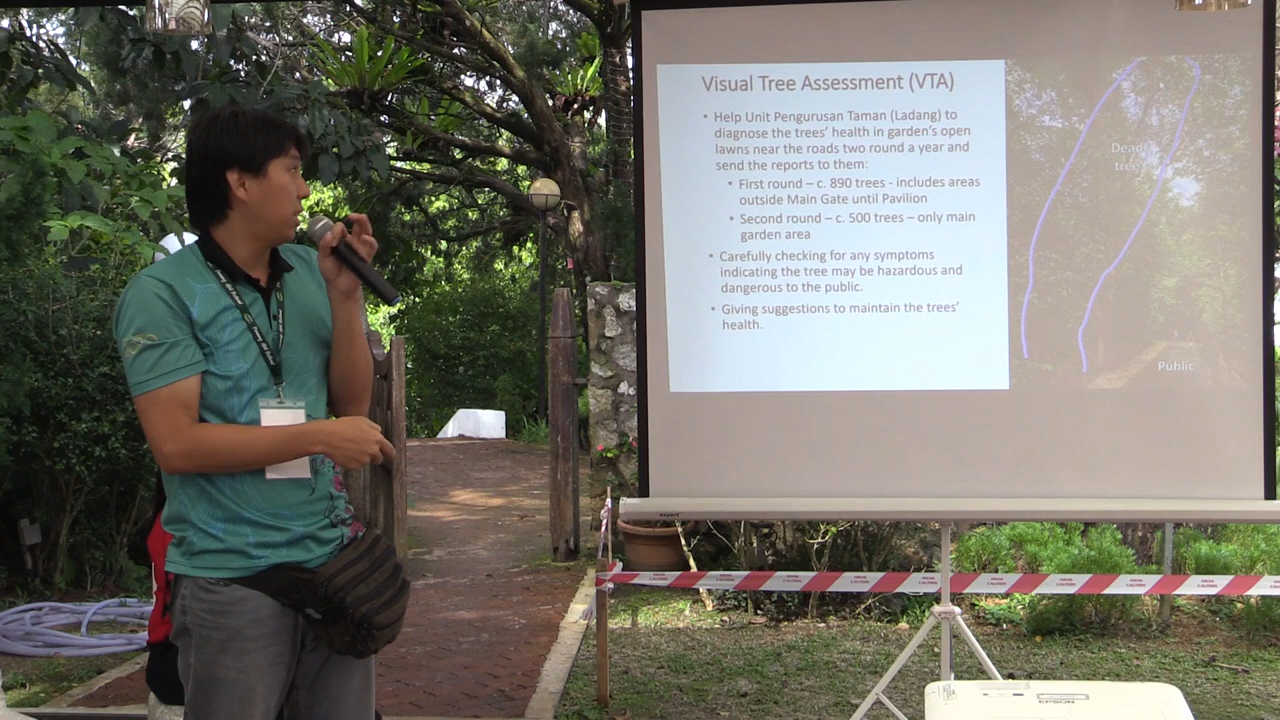 Visual Tree Assessment (VTA)
• Help Unit Pengurusan Taman (Ladang) to
diagnose the trees' health in garden's open
lawns near the roads two round a year and
send the reports to them:
• First round – c. 890 trees - includes areas
outside Main Gate until Pavilion
• Second round – c. 500 trees – only main
garden area
• Carefully checking for any symptoms
indicating the tree may be hazardous and
dangerous to the public.
• Giving suggestions to maintain the trees'
health.
Dead
tree
Public
expert
EPSON